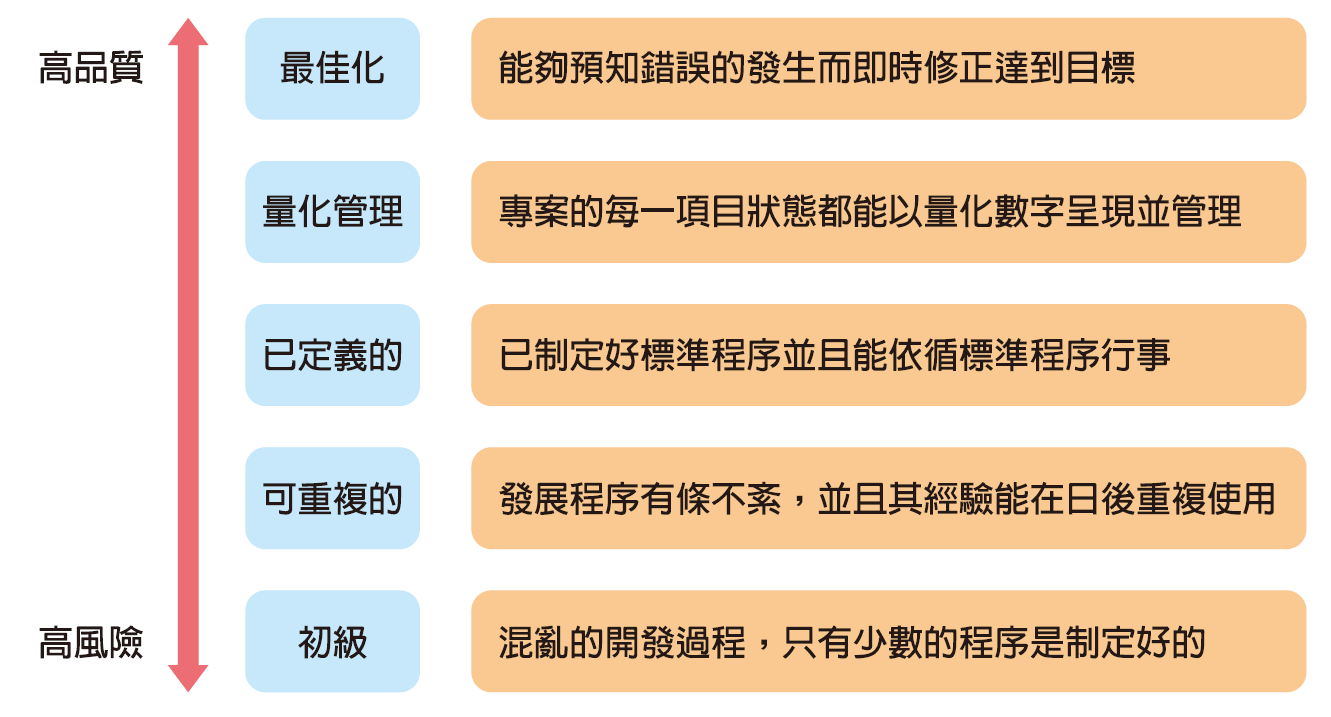 高品質
最佳化
能夠預知錯誤的發生而即時修正達到目標
量化管理
專案的每一項目狀態都能以量化數字呈現並管理
已定義的
已制定好標準程序並且能依循標準程序行事
可重複的
發展程序有條不紊，並且其經驗能在日後重複使用
高風險
初級
混亂的開發過程，只有少數的程序是制定好的